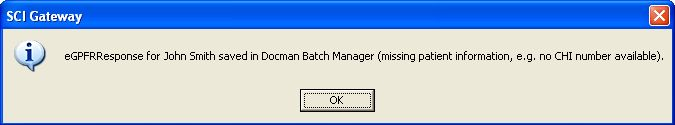 SCI Gateway
eGPFRResponse for John Smith saved in Docman Batch Manager (missing patient information, e.g. no CHI number available).
OK